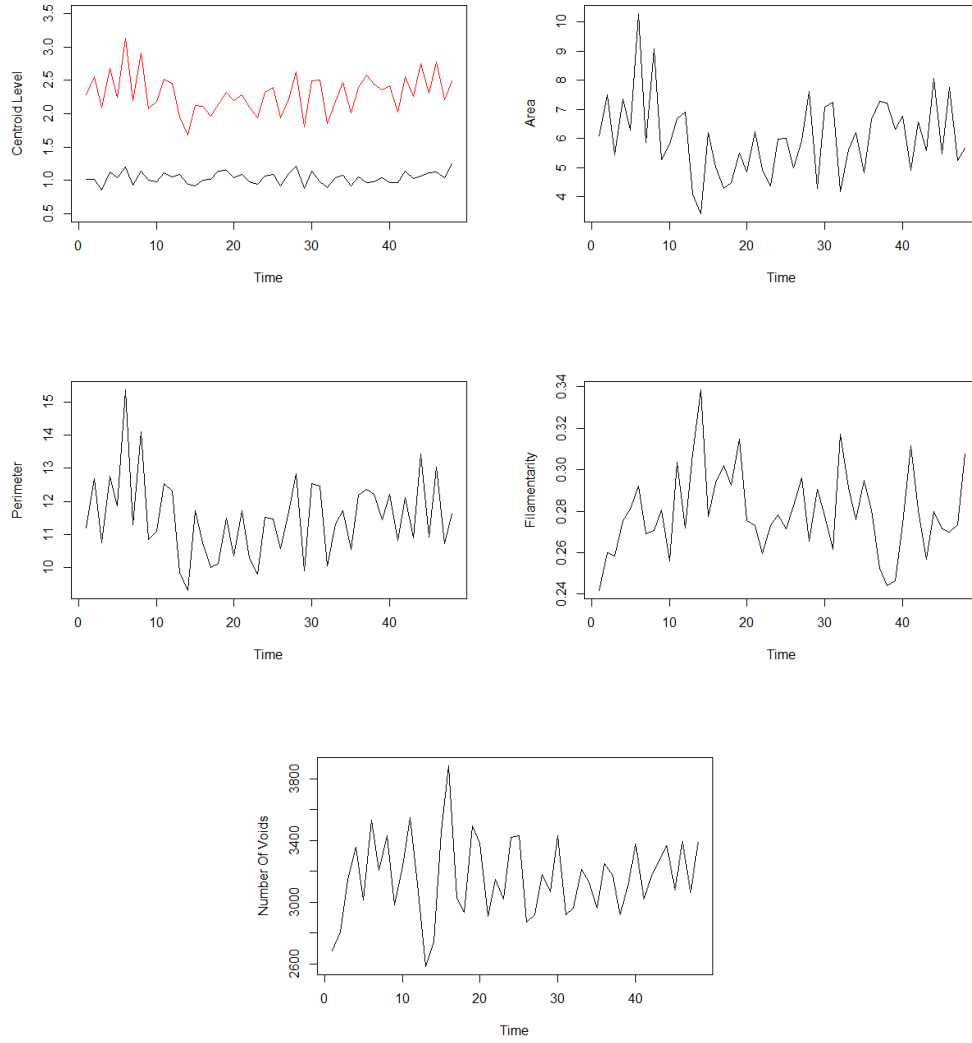 Centroid Level
0.5 1.0 1.5 2.0 2.5 3.0 3.5
0 10 20 30 40
Time
Area
4 5 6 7 8 9 10
0 10 20 30 40
Time
Perimeter
10 11 12 13 14 15
0 10 20 30 40
Time
Filamentarity
0.24 0.26 0.28 0.30 0.32 0.34
0 10 20 30 40
Time
Number Of Voids
2600 3000 3400 3800
0 10 20 30 40
Time